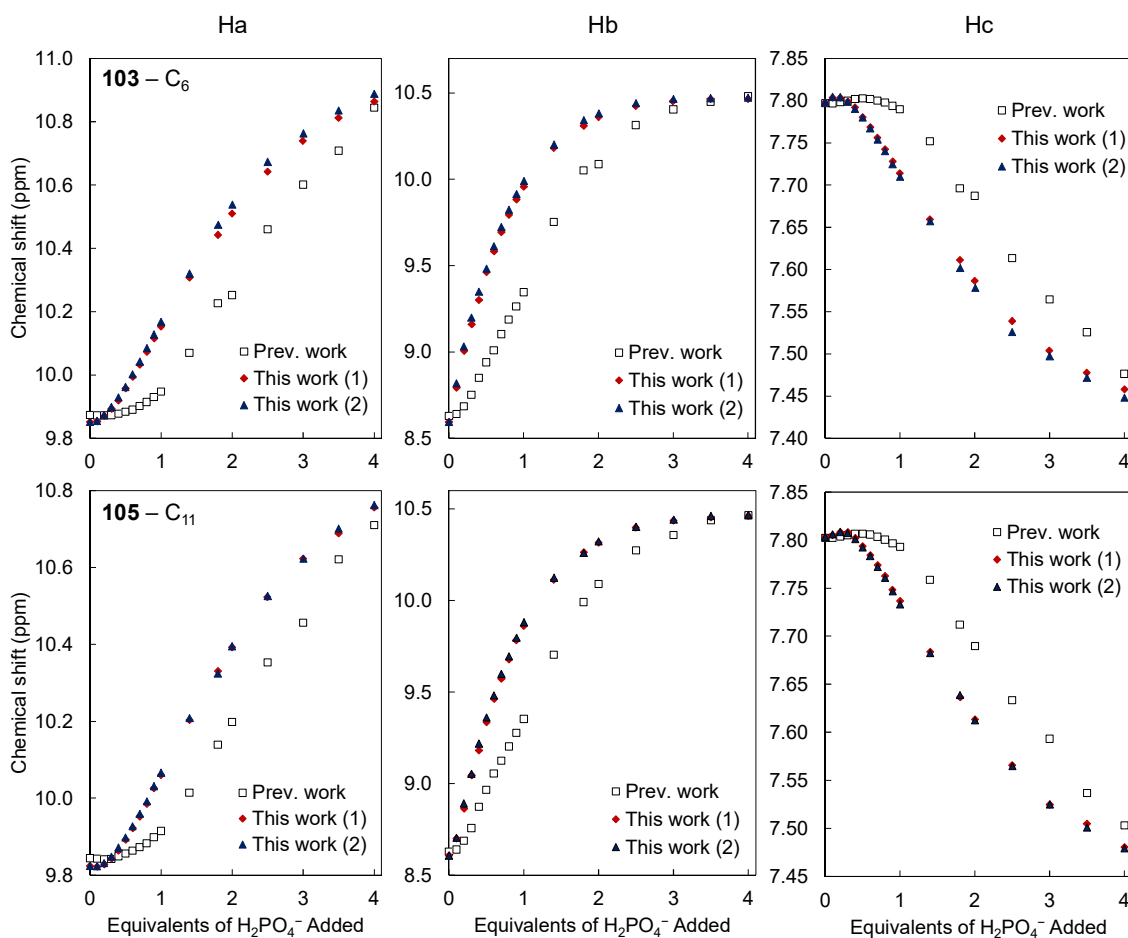 Ha
Hb
Hc
Chemical shift (ppm)
11.0
10.8
10.6
10.4
10.2
10.0
9.8
103 – C₆
Prev. work
This work (1)
This work (2)
0 1 2 3 4
10.5
10.0
9.5
9.0
8.5
Prev. work
This work (1)
This work (2)
0 1 2 3 4
7.85
7.80
7.75
7.70
7.65
7.60
7.55
7.50
7.45
7.40
Prev. work
This work (1)
This work (2)
0 1 2 3 4
Chemical shift (ppm)
10.8
10.6
10.4
10.2
10.0
9.8
105 – C₁₁
Prev. work
This work (1)
This work (2)
0 1 2 3 4
Equivalents of H₂PO₄⁻ Added
10.5
10.0
9.5
9.0
8.5
Prev. work
This work (1)
This work (2)
0 1 2 3 4
Equivalents of H₂PO₄⁻ Added
7.85
7.80
7.75
7.70
7.65
7.60
7.55
7.50
7.45
Prev. work
This work (1)
This work (2)
0 1 2 3 4
Equivalents of H₂PO₄⁻ Added